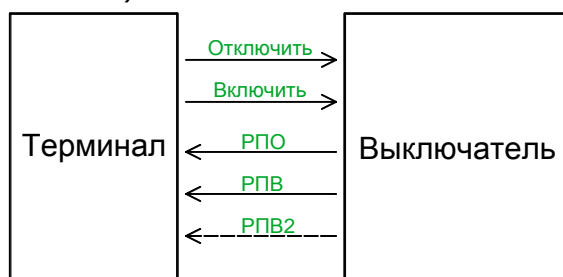 Отключить
Включить
Терминал
РПО
Выключатель
РПВ
РПВ2